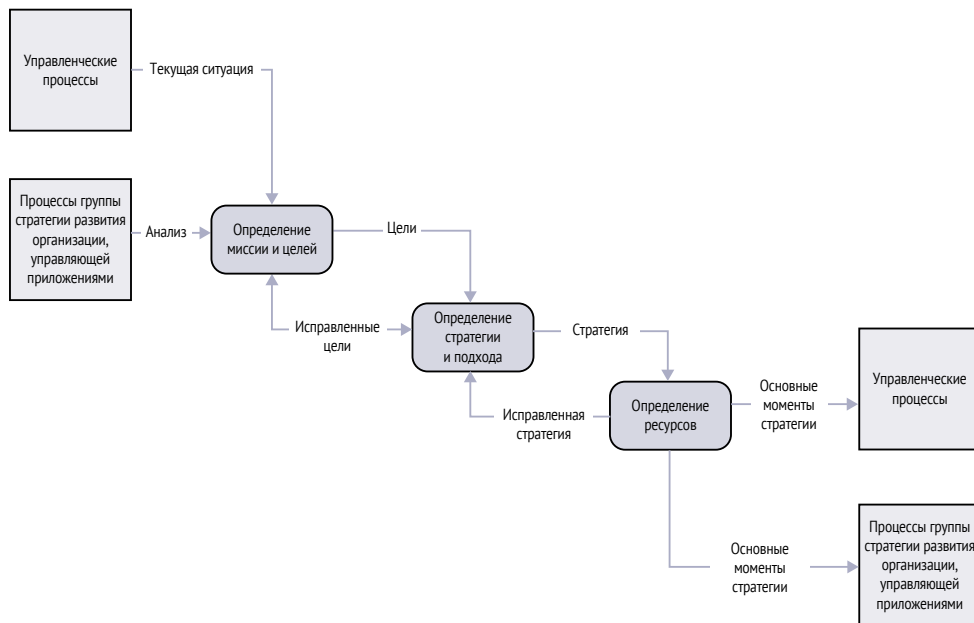 Управленческие
процессы
Текущая ситуация
Процессы группы
стратегии развития
организации,
управляющей
приложениями
Анализ
Определение
миссии и целей
Цели
Исправленные
цели
Определение
стратегии
и подхода
Стратегия
Исправленная
стратегия
Определение
ресурсов
Основные
моменты
стратегии
Управленческие
процессы
Основные
моменты
стратегии
Процессы группы
стратегии развития
организации,
управляющей
приложениями